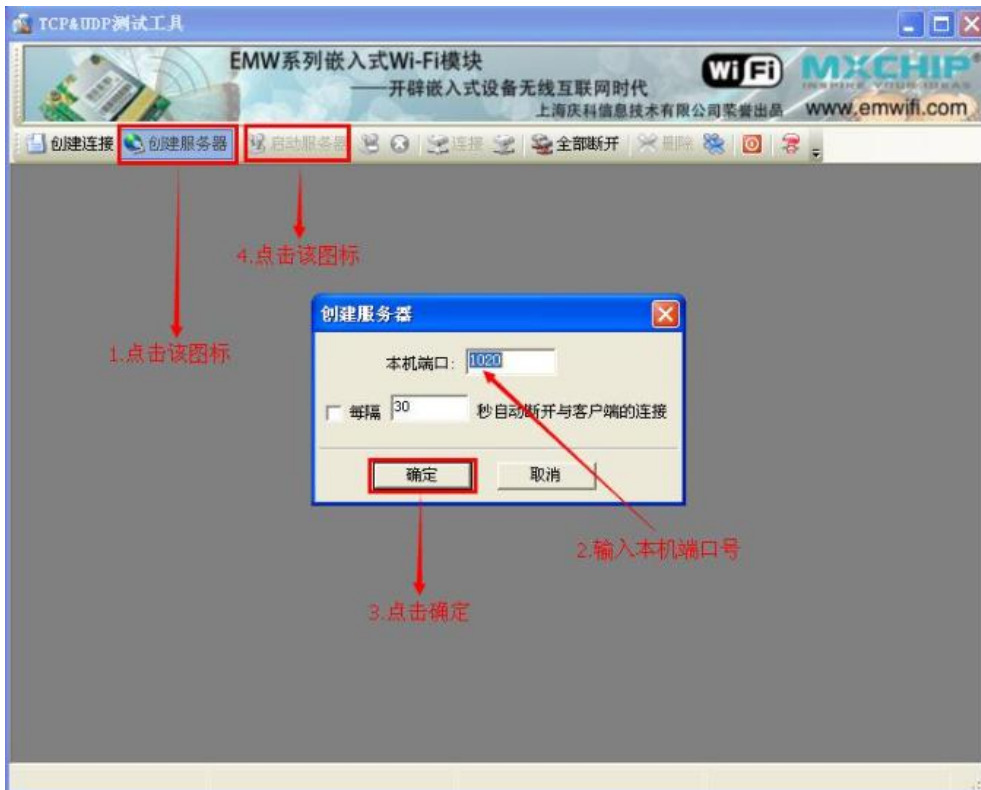 TCP&UDP测试工具
EMW系列嵌入式Wi-Fi模块
——开辟嵌入式设备无线互联网时代
上海庆科信息技术有限公司荣誉出品
WiFi
MXCHIP
INSPIRE YOUR IDEAS
www.emwifi.com
创建连接 创建服务器 启动服务器 连接 全部断开 删除
4.点击该图标
1.点击该图标
创建服务器
本机端口: 1020
每隔 30 秒自动断开与客户端的连接
确定 取消
2.输入本机端口号
3.点击确定